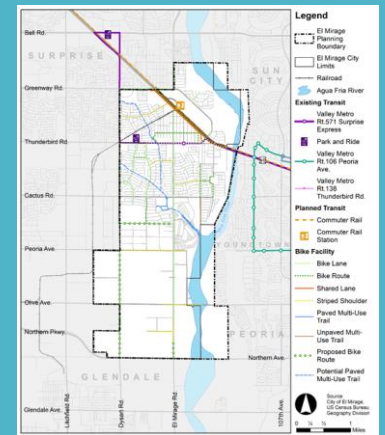 Legend
El Mirage
Planning
Boundary
El Mirage City
Limits
Railroad
Agua Fria River
Existing Transit
Valley Metro
Rt.571 Surprise
Express
Park and Ride
Valley Metro
Rt.106 Peoria
Ave.
Valley Metro
Rt.138
Thunderbird Rd.
Planned Transit
Commuter Rail
Commuter Rail
Station
Bike Facility
Bike Lane
Bike Route
Shared Lane
Striped Shoulder
Paved Multi-Use
Trail
Unpaved Multi-
Use Trail
Proposed Bike
Route
Potential Paved
Multi-Use Trail
Source
City of El Mirage
US Census Bureau
Geography Division
Miles
Bell Rd.
SURPRISE
SUN
CITY
Greenway Rd.
Thunderbird Rd.
Cactus Rd.
YOUNGTOWN
Peoria Ave.
Olive Ave.
Northern Pkwy.
PEORIA
Northern Ave.
GLENDALE
Glendale Ave.
Litchfield Rd.
Dysart Rd.
El Mirage Rd.
107th Ave.